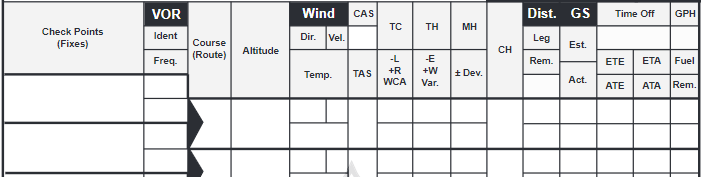 Check Points
(Fixes)
VOR
Ident
Freq.
Course
(Route)
Altitude
Wind
Dir. Vel.
Temp.
CAS
TAS
TC
-L
+R
WCA
TH
-E
+W
Var.
MH
± Dev.
CH
Dist. GS
Leg
Rem.
Est.
Act.
Time Off
GPH
ETE ETA Fuel
ATE ATA Rem.